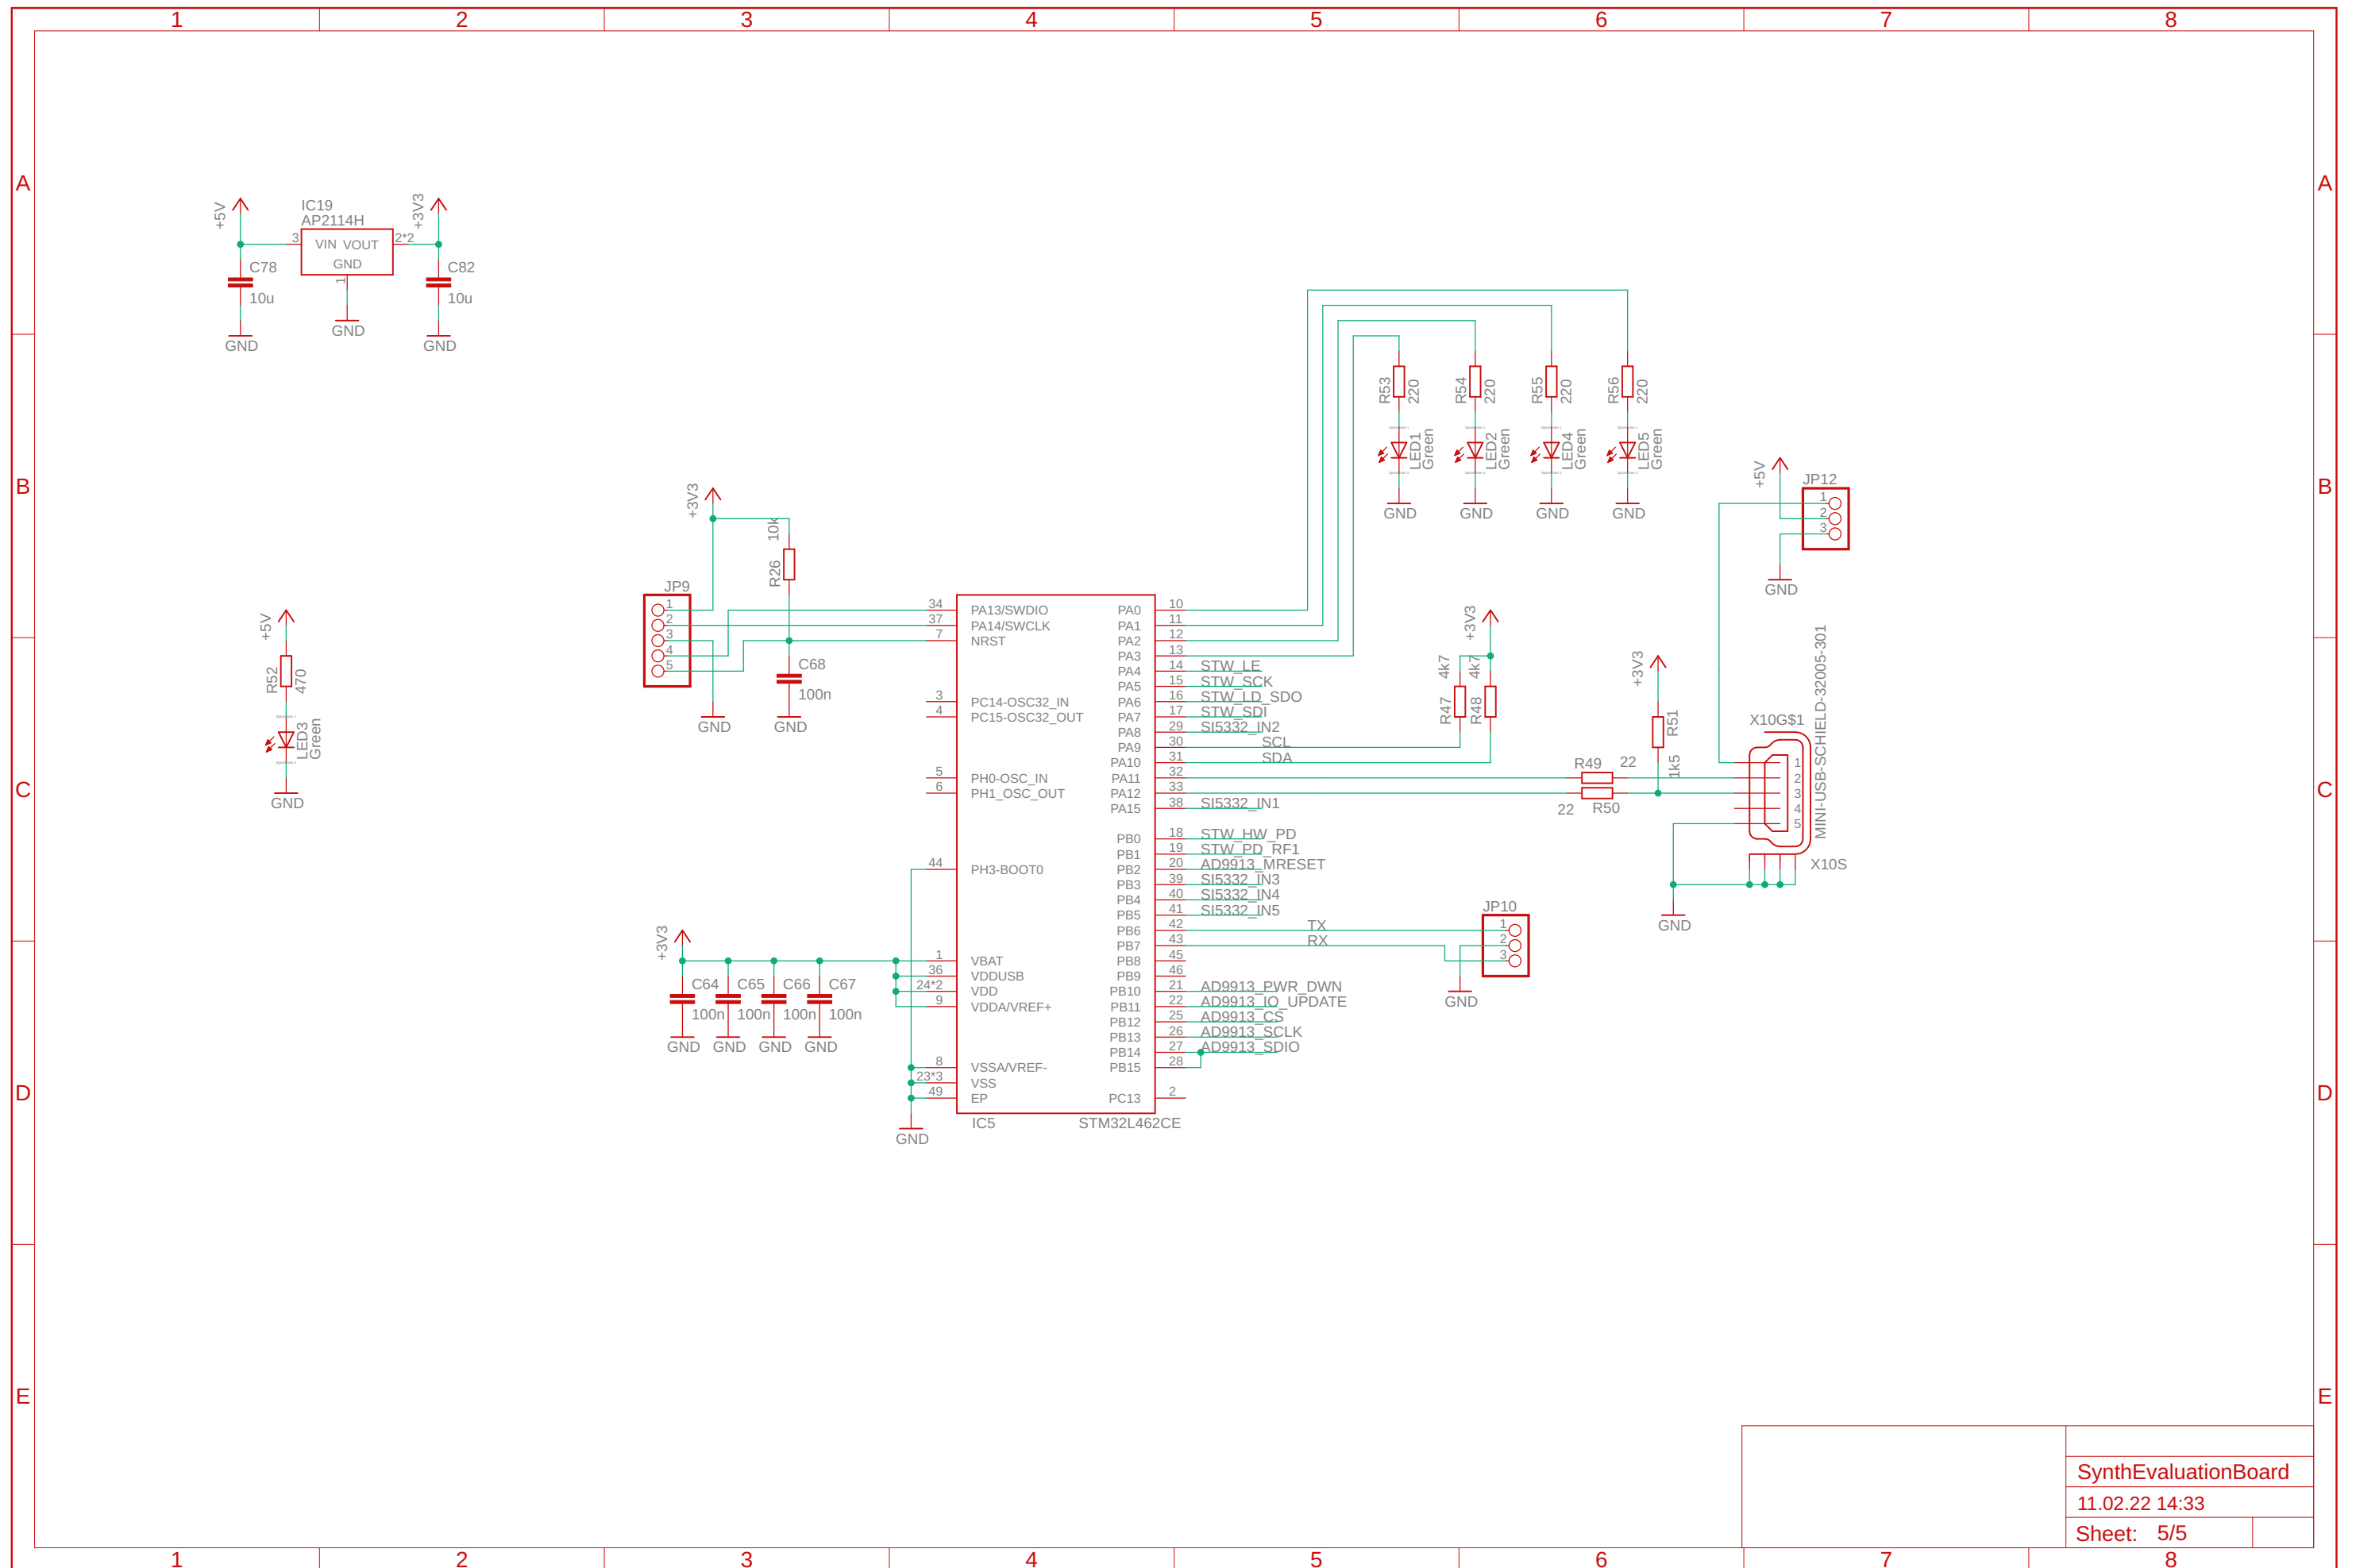 1 2 3 4 5 6 7 8
A A
+5V
IC19
AP2114H
+3V3
3
VIN VOUT
2*2
GND
1
C78
10u
C82
10u
GND
GND
GND
R53
220
R54
220
R55
220
R56
220
LED1
Green
LED2
Green
LED4
Green
LED5
Green
GND
GND
GND
GND
B B
+5V
JP12
1
2
3
GND
+3V3
10k
R26
JP9
1
2
3
4
5
C68
100n
GND
GND
+5V
R52
470
LED3
Green
GND
34 PA13/SWDIO
37 PA14/SWCLK
7 NRST
3 PC14-OSC32_IN
4 PC15-OSC32_OUT
5 PH0-OSC_IN
6 PH1_OSC_OUT
44 PH3-BOOT0
1 VBAT
36 VDDUSB
24*2 VDD
9 VDDA/VREF+
8 VSSA/VREF-
23*3 VSS
49 EP
PA0 10
PA1 11
PA2 12
PA3 13
PA4 14 STW_LE
PA5 15 STW_SCK
PA6 16 STW_LD_SDO
PA7 17 STW_SDI
PA8 29 SI5332_IN2
PA9 30 SCL
PA10 31 SDA
PA11 32
PA12 33
PA15 38 SI5332_IN1
PB0 18 STW_HW_PD
PB1 19 STW_PD_RF1
PB2 20 AD9913_MRESET
PB3 39 SI5332_IN3
PB4 40 SI5332_IN4
PB5 41 SI5332_IN5
PB6 42 TX
PB7 43 RX
PB8 45
PB9 46
PB10 21 AD9913_PWR_DWN
PB11 22 AD9913_IO_UPDATE
PB12 25 AD9913_CS
PB13 26 AD9913_SCLK
PB14 27 AD9913_SDIO
PB15 28
PC13 2
IC5
STM32L462CE
+3V3
4k7
4k7
R47
R48
+3V3
R51
1k5
R49 22
22 R50
X10G$1
1
2
3
4
5
MINI-USB-SCHIELD-32005-301
X10S
GND
C C
JP10
1
2
3
GND
+3V3
C64
100n
C65
100n
C66
100n
C67
100n
GND
GND
GND
GND
GND
D D
E E
SynthEvaluationBoard
11.02.22 14:33
Sheet: 5/5
1 2 3 4 5 6 7 8